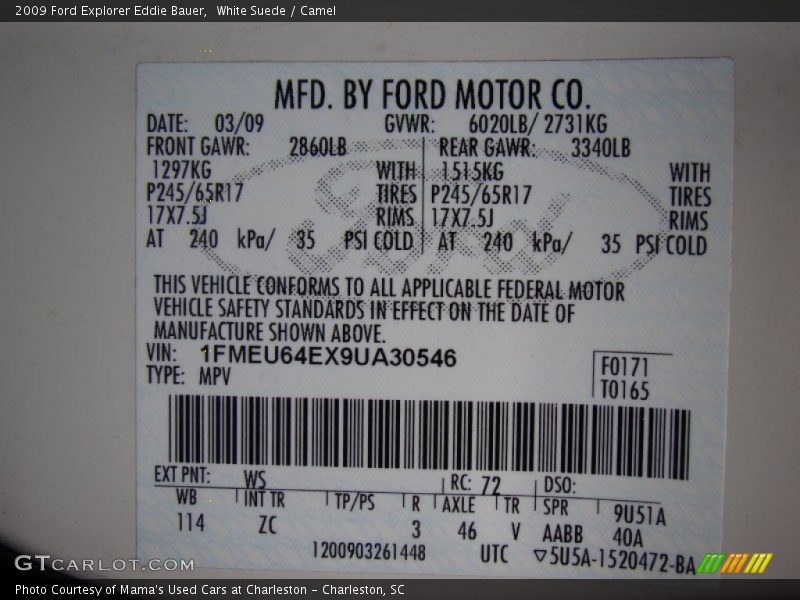 2009 Ford Explorer Eddie Bauer, White Suede / Camel
MFD. BY FORD MOTOR CO.
DATE: 03/09 GVWR: 6020LB/ 2731KG
FRONT GAWR: 2860LB REAR GAWR: 3340LB
1297KG WITH 1515KG WITH
P245/65R17 TIRES P245/65R17 TIRES
17X7.5J RIMS 17X7.5J RIMS
AT 240 kPa/ 35 PSI COLD AT 240 kPa/ 35 PSI COLD
Ford
THIS VEHICLE CONFORMS TO ALL APPLICABLE FEDERAL MOTOR
VEHICLE SAFETY STANDARDS IN EFFECT ON THE DATE OF
MANUFACTURE SHOWN ABOVE.
VIN: 1FMEU64EX9UA30546
TYPE: MPV
F0171
T0165
EXT PNT: WS RC: 72 DSO:
WB INT TR TP/PS R AXLE TR SPR 9U51A
114 ZC 3 46 V AABB 40A
1200903261448 UTC ▽5U5A-1520472-BA
GTCARLOT.COM
Photo Courtesy of Mama's Used Cars at Charleston - Charleston, SC